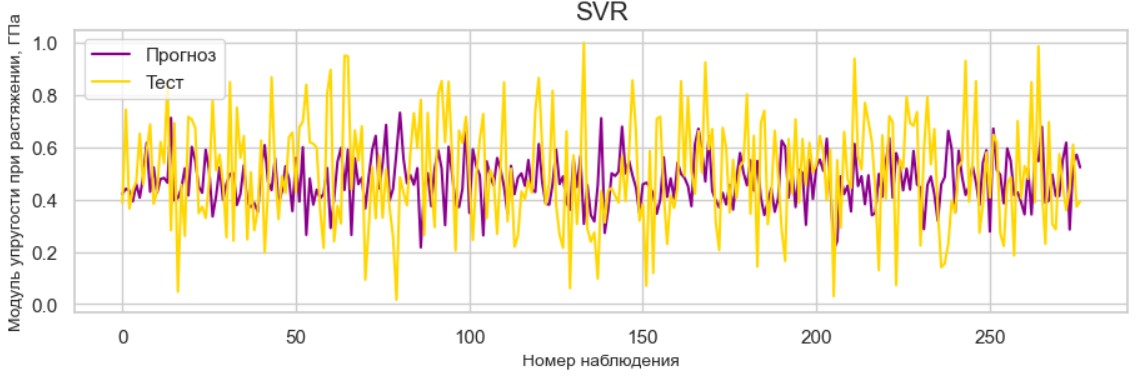 SVR
Модуль упругости при растяжении, ГПа
1.0
0.8
0.6
0.4
0.2
0.0
Прогноз
Тест
0
50
100
150
200
250
Номер наблюдения